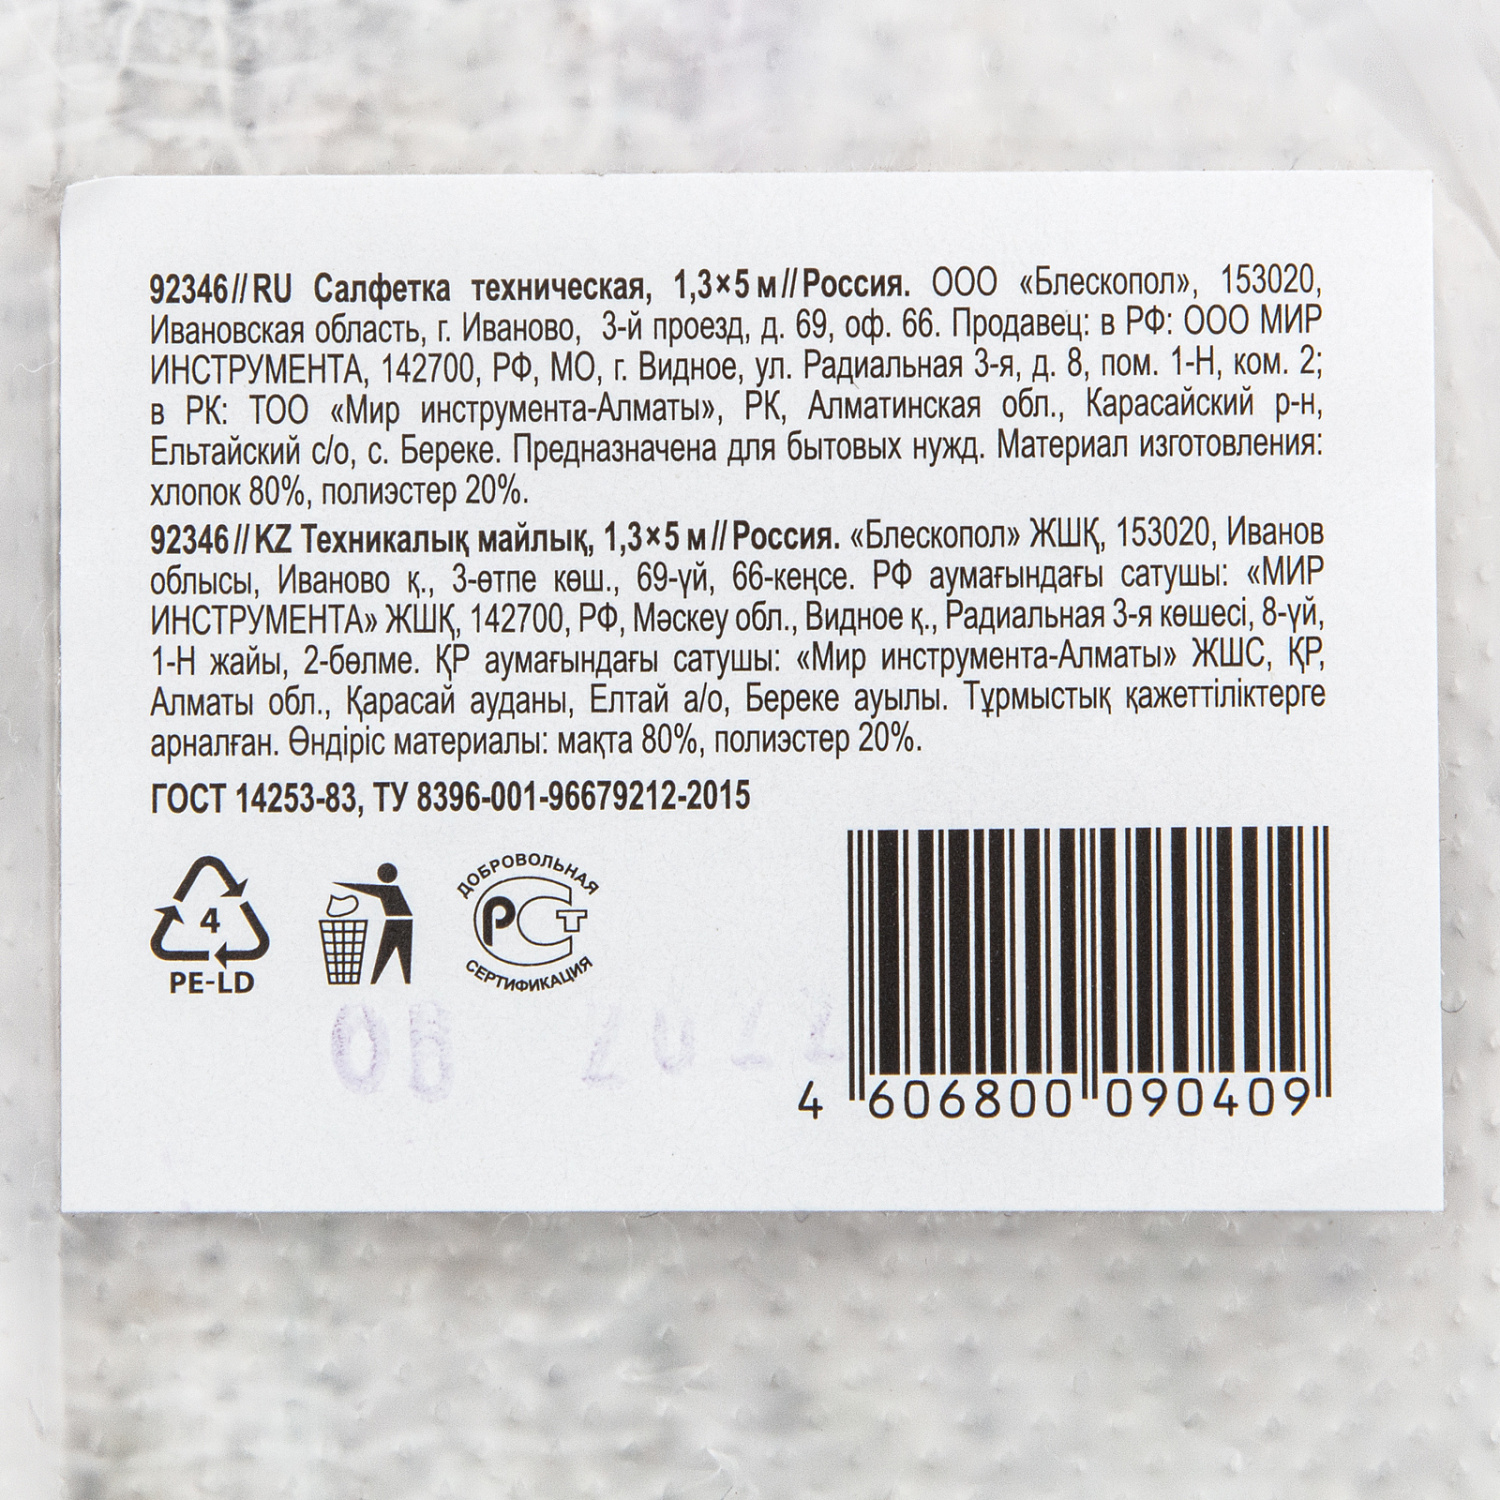 92346//RU Салфетка техническая, 1,3×5 м//Россия. ООО «Блескопол», 153020,
Ивановская область, г. Иваново, 3-й проезд, д. 69, оф. 66. Продавец: в РФ: ООО МИР
ИНСТРУМЕНТА, 142700, РФ, МО, г. Видное, ул. Радиальная 3-я, д. 8, пом. 1-Н, ком. 2;
в РК: ТОО «Мир инструмента-Алматы», РК, Алматинская обл., Карасайский р-н,
Ельтайский с/о, с. Береке. Предназначена для бытовых нужд. Материал изготовления:
хлопок 80%, полиэстер 20%.
92346//KZ Техникалық майлық, 1,3×5 м//Россия. «Блескопол» ЖШҚ, 153020, Иванов
облысы, Иваново қ., 3-өтпе көш., 69-үй, 66-кеңсе. РФ аумағындағы сатушы: «МИР
ИНСТРУМЕНТА» ЖШҚ, 142700, РФ, Мәскеу обл., Видное қ., Радиальная 3-я көшесі, 8-үй,
1-Н жайы, 2-бөлме. ҚР аумағындағы сатушы: «Мир инструмента-Алматы» ЖШС, ҚР,
Алматы обл., Қарасай ауданы, Елтай а/о, Береке ауылы. Тұрмыстық қажеттіліктерге
арналған. Өндіріс материалы: мақта 80%, полиэстер 20%.
ГОСТ 14253-83, ТУ 8396-001-96679212-2015
4
PE-LD
ДОБРОВОЛЬНАЯ
РСТ
СЕРТИФИКАЦИЯ
2022
4 606800 090409